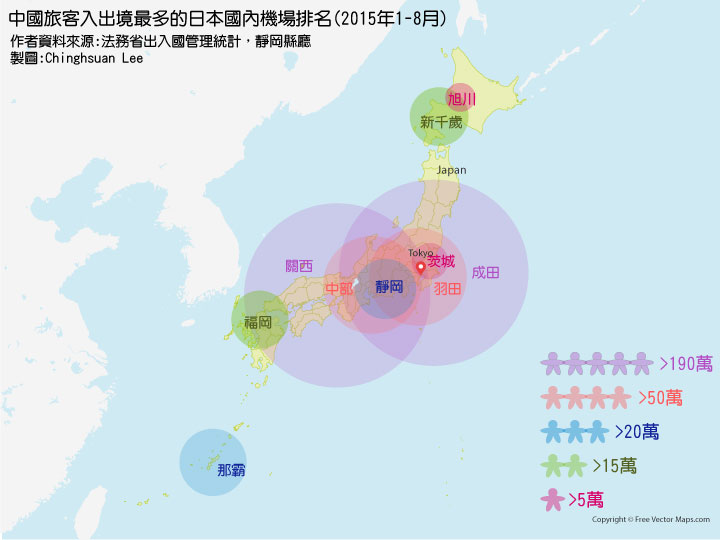 中國旅客入出境最多的日本國內機場排名(2015年1-8月)
作者資料來源:法務省出入國管理統計，靜岡縣廳
製圖:Chinghsuan Lee
旭川
新千歲
Japan
Tokyo
茨城
關西
成田
中部
靜岡
羽田
福岡
>190萬
>50萬
>20萬
那霸
>15萬
>5萬
Copyright © Free Vector Maps.com